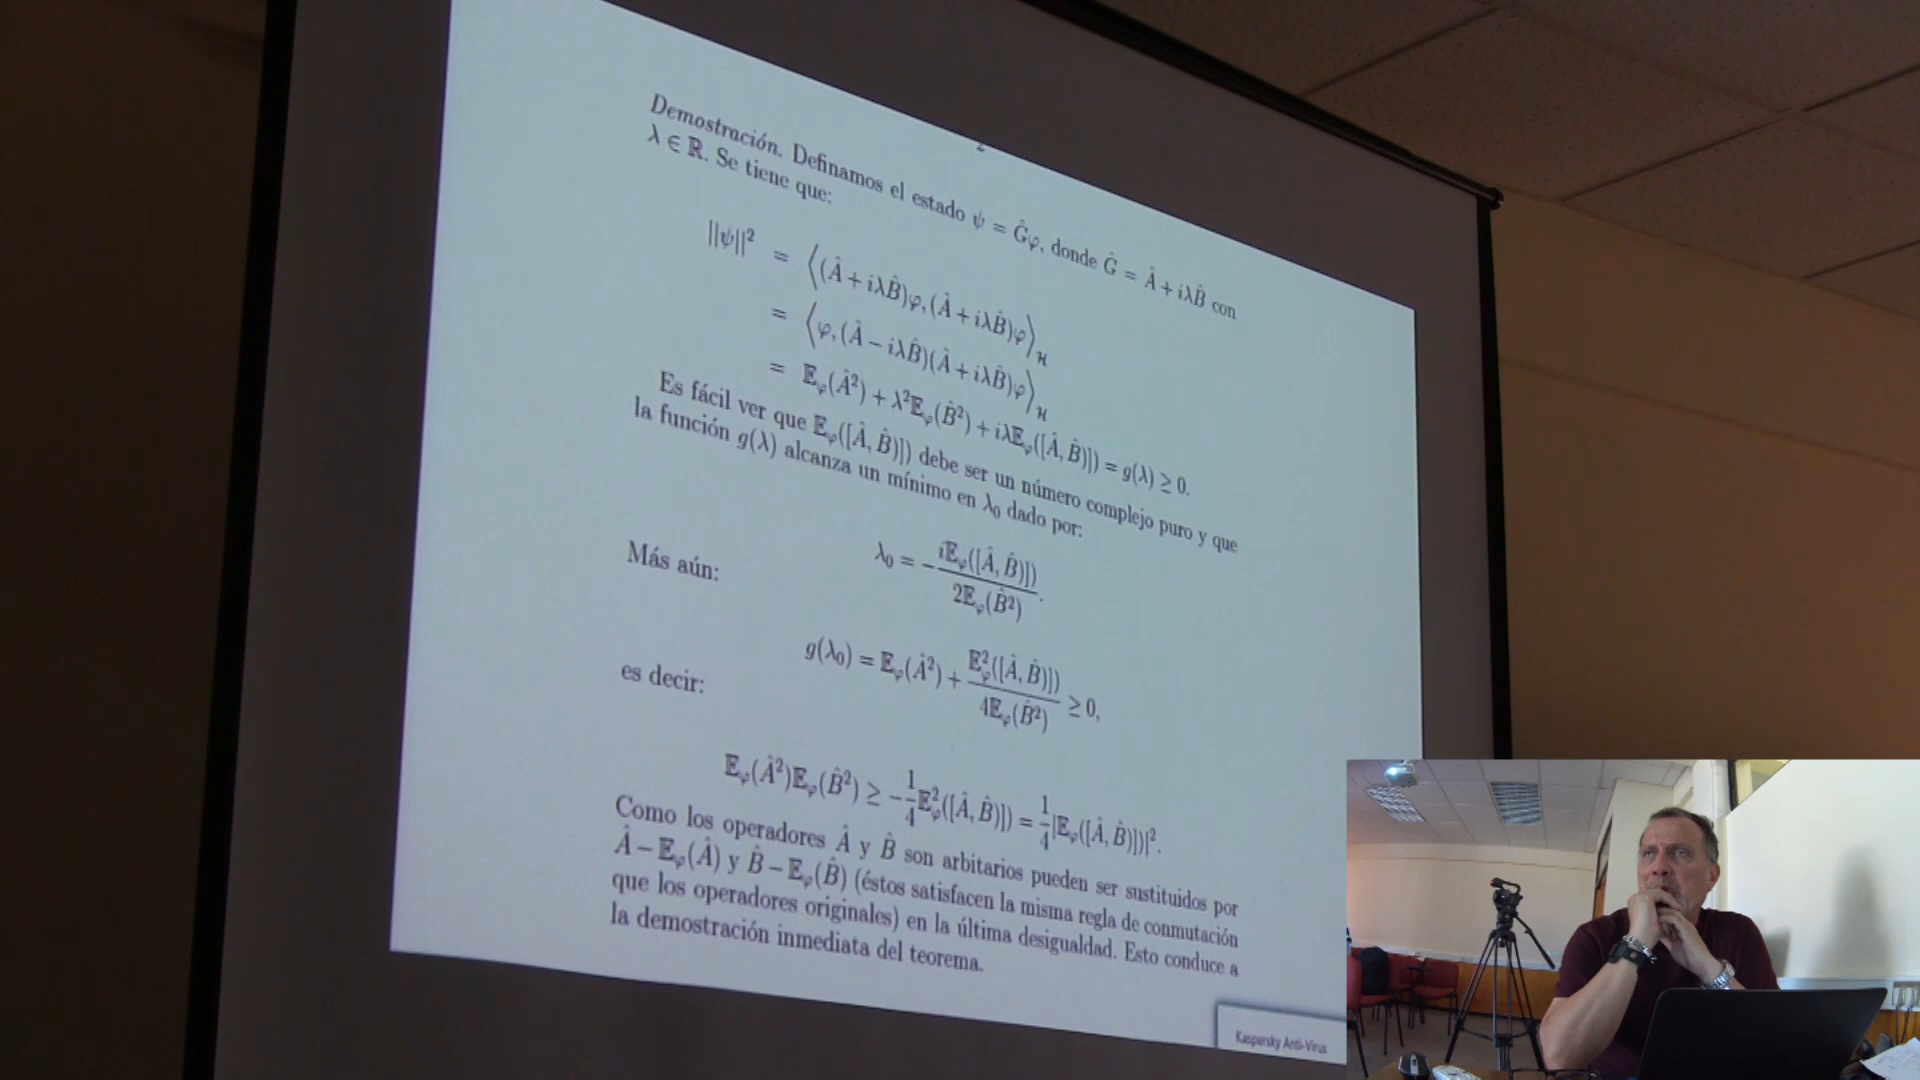 Demostración. Definamos el estado ψ = Ĝφ, donde Ĝ = Â + iλB̂ con
λ ∈ ℝ. Se tiene que:
||ψ||² = ⟨(Â + iλB̂)φ, (Â + iλB̂)φ⟩_ℋ
= ⟨φ, (Â − iλB̂)(Â + iλB̂)φ⟩_ℋ
= 𝔼_φ(Â²) + λ²𝔼_φ(B̂²) + iλ𝔼_φ([Â, B̂]) = g(λ) ≥ 0.
Es fácil ver que 𝔼_φ([Â, B̂]) debe ser un número complejo puro y que
la función g(λ) alcanza un mínimo en λ₀ dado por:
λ₀ = − i𝔼_φ([Â, B̂]) / 2𝔼_φ(B̂²).
Más aún:
g(λ₀) = 𝔼_φ(Â²) + 𝔼²_φ([Â, B̂]) / 4𝔼_φ(B̂²) ≥ 0,
es decir:
𝔼_φ(Â²)𝔼_φ(B̂²) ≥ −1/4 𝔼²_φ([Â, B̂]) = 1/4 |𝔼_φ([Â, B̂])|².
Como los operadores Â y B̂ son arbitarios pueden ser sustituidos por
Â − 𝔼_φ(Â) y B̂ − 𝔼_φ(B̂) (éstos satisfacen la misma regla de conmutación
que los operadores originales) en la última desigualdad. Esto conduce a
la demostración inmediata del teorema.
Kaspersky Anti-Virus